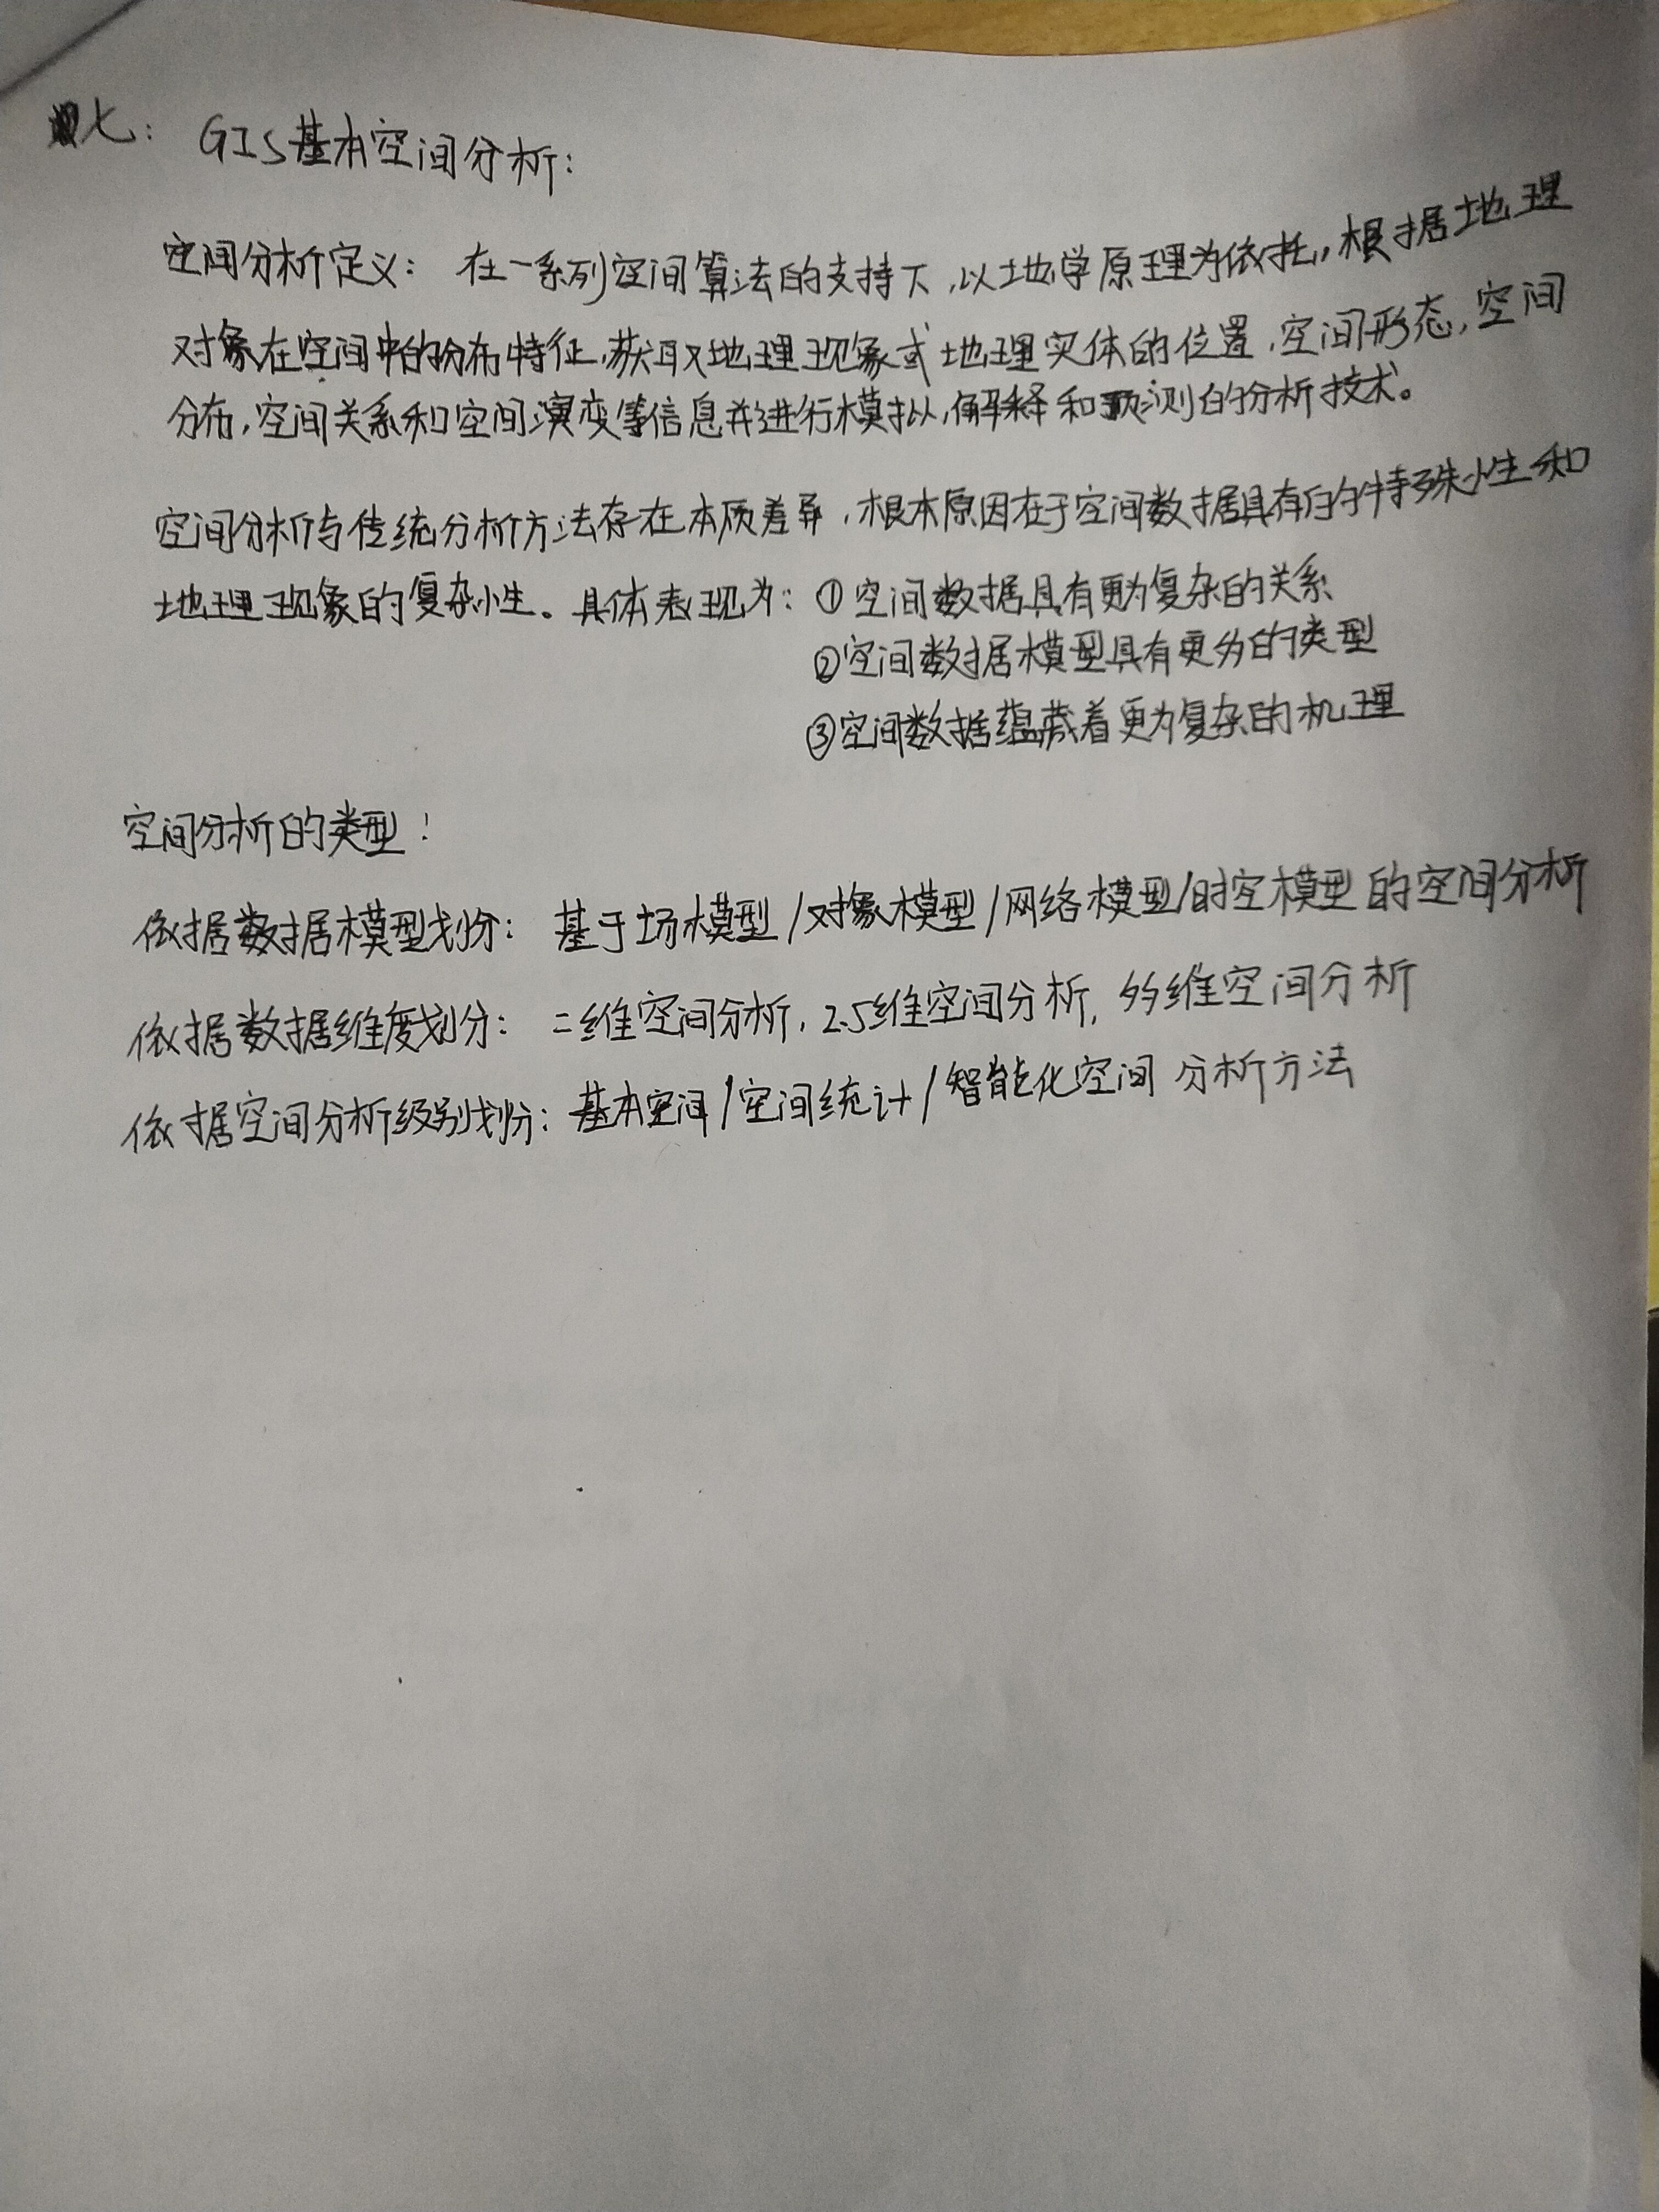 七: GIS基本空间分析:
空间分析定义: 在一系列空间算法的支持下,以地学原理为依托,根据地理
对象在空间中的分布特征,获取地理现象或地理实体的位置,空间形态,空间
分布,空间关系和空间演变等信息并进行模拟,解释和预测的分析技术。
空间分析与传统分析方法存在本质差异,根本原因在于空间数据具有的特殊性和
地理现象的复杂性。具体表现为: ①空间数据具有更为复杂的关系
②空间数据模型具有更多的类型
③空间数据蕴藏着更为复杂的机理
空间分析的类型:
依据数据模型划分: 基于场模型/对象模型/网络模型/时空模型的空间分析
依据数据维度划分: 二维空间分析,2.5维空间分析,多维空间分析
依据空间分析级别划分: 基本空间/空间统计/智能化空间分析方法